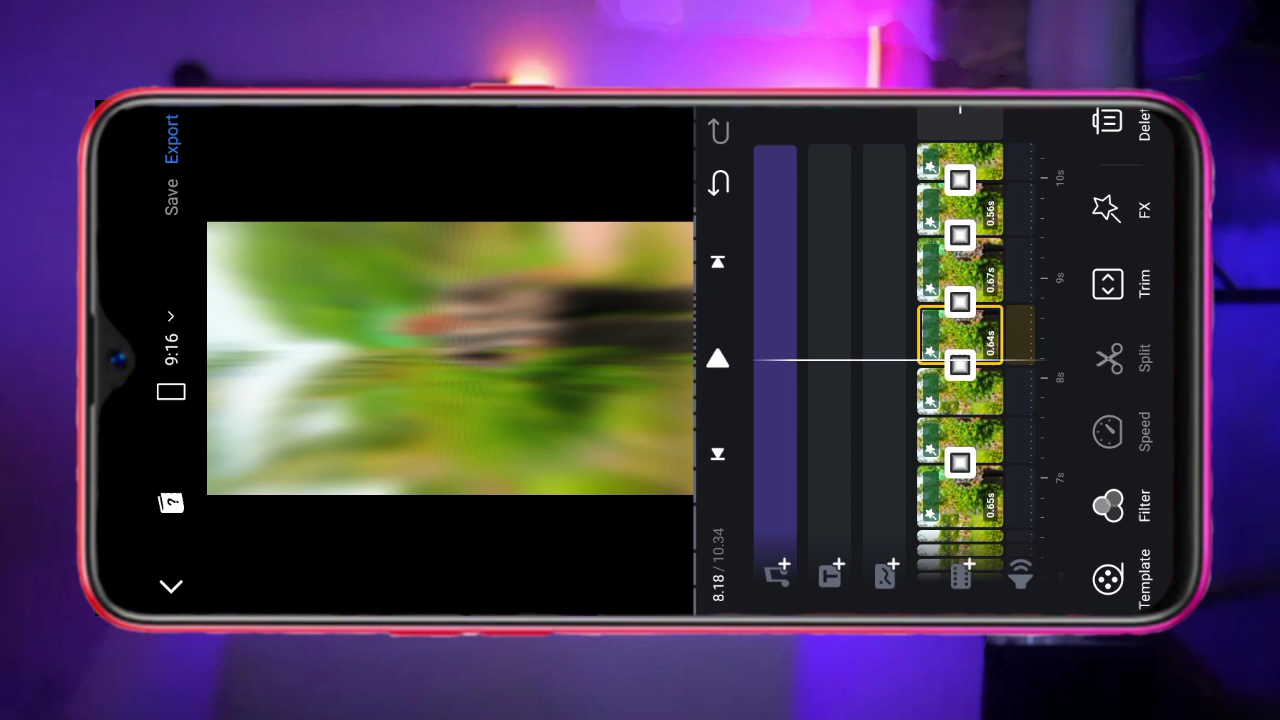 9:16
Save
Export
?
8.18 / 10.34
T
0.65s
0.64s
0.67s
0.56s
7s
8s
9s
10s
Template
Filter
Speed
Split
Trim
FX
Delet